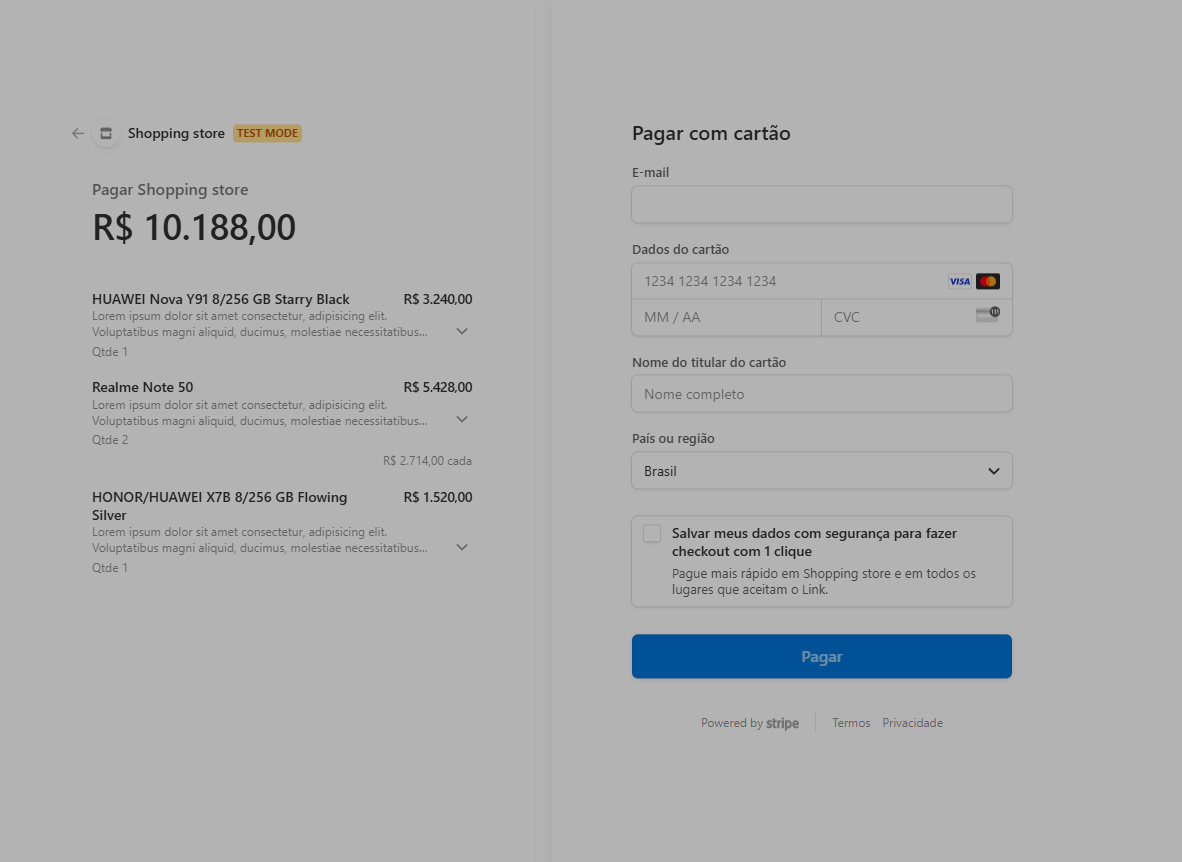 Shopping store TEST MODE
Pagar Shopping store
R$ 10.188,00
HUAWEI Nova Y91 8/256 GB Starry Black R$ 3.240,00
Lorem ipsum dolor sit amet consectetur, adipisicing elit.
Voluptatibus magni aliquid, ducimus, molestiae necessitatibus...
Qtde 1
Realme Note 50 R$ 5.428,00
Lorem ipsum dolor sit amet consectetur, adipisicing elit.
Voluptatibus magni aliquid, ducimus, molestiae necessitatibus...
Qtde 2
R$ 2.714,00 cada
HONOR/HUAWEI X7B 8/256 GB Flowing R$ 1.520,00
Silver
Lorem ipsum dolor sit amet consectetur, adipisicing elit.
Voluptatibus magni aliquid, ducimus, molestiae necessitatibus...
Qtde 1
Pagar com cartão
E-mail
Dados do cartão
1234 1234 1234 1234 VISA
MM / AA CVC
Nome do titular do cartão
Nome completo
País ou região
Brasil
Salvar meus dados com segurança para fazer
checkout com 1 clique
Pague mais rápido em Shopping store e em todos os
lugares que aceitam o Link.
Pagar
Powered by stripe Termos Privacidade